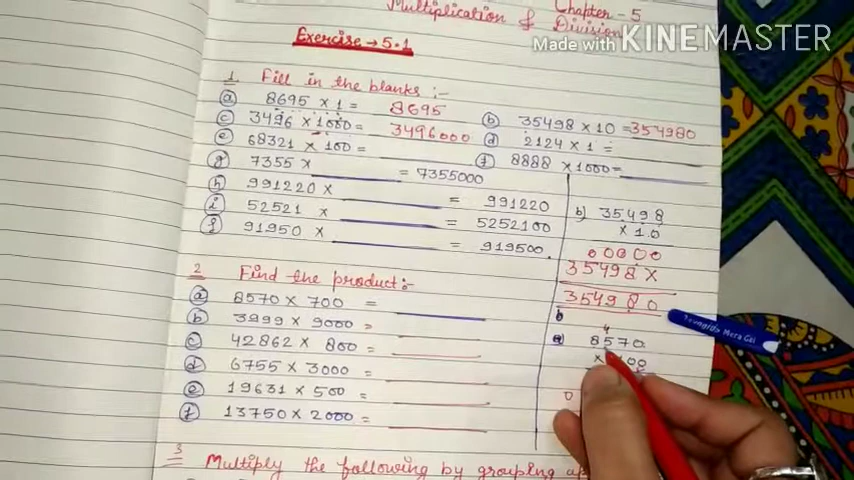 Chapter - 5
Multiplication & Division
Made with KINEMASTER
Exercise → 5.1
1 Fill in the blanks :-
a 8695 × 1 = 8695
b 35498 × 10 = 354980
c 3496 × 1000 = 3496000
d 2124 × 1 =
e 68321 × 100 =
f 8888 × 1000 =
g 7355 × = 7355000
h 991220 × = 991220
i 52521 × = 5252100
j 91950 × = 919500.
2 Find the product:-
a 8570 × 700 =
b 3999 × 9000 =
c 42862 × 800 =
d 6755 × 3000 =
e 19631 × 500 =
f 13750 × 2000 =
3 Multiply the following by grouping
b) 35498
× 10
00000
35498 X
354980
b
a) 4
8570
× 00
0